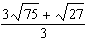 (3√75 + √27) / 3